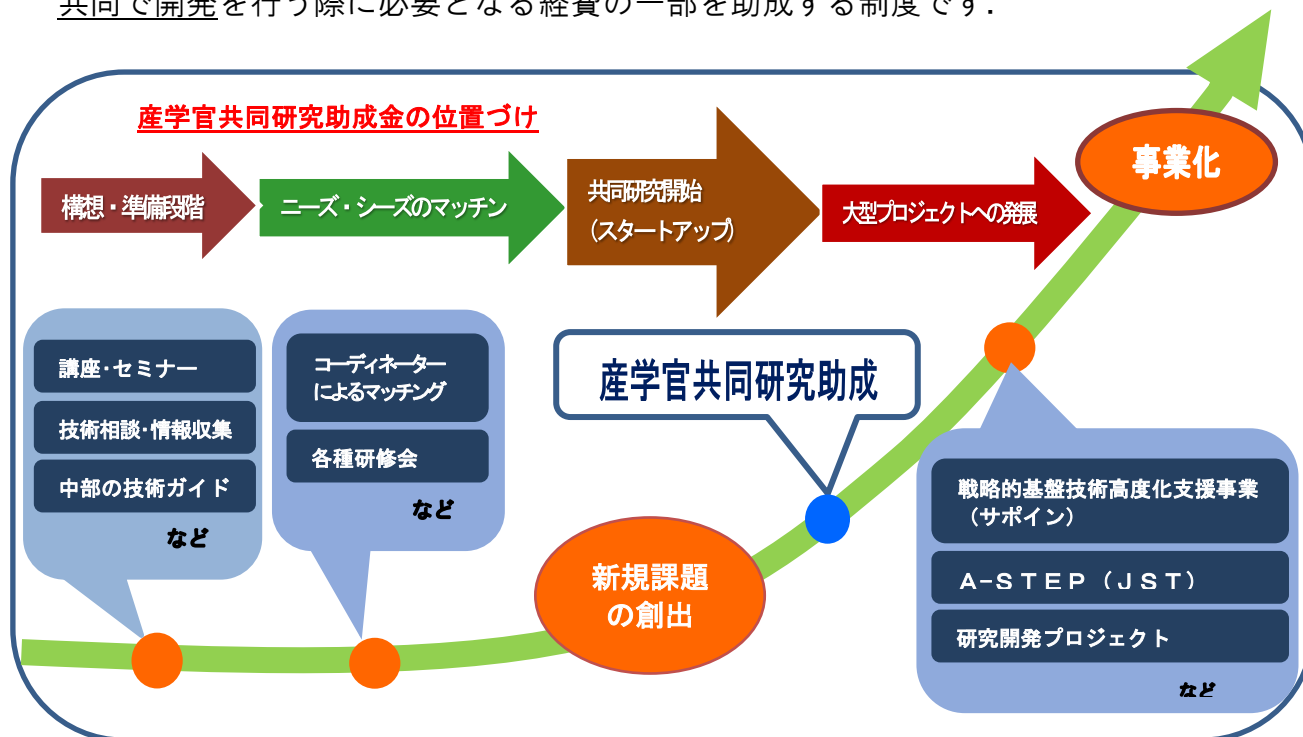 共同で開発を行う際に必要となる経費の一部を助成する制度です.
産学官共同研究助成金の位置づけ
構想・準備段階
ニーズ・シーズのマッチン
共同研究開始
（スタートアップ）
大型プロジェクトへの発展
事業化
講座・セミナー
技術相談・情報収集
中部の技術ガイド
など
コーディネーター
によるマッチング
各種研修会
など
産学官共同研究助成
新規課題
の創出
戦略的基盤技術高度化支援事業
（サポイン）
Ａ－ＳＴＥＰ（ＪＳＴ）
研究開発プロジェクト
など